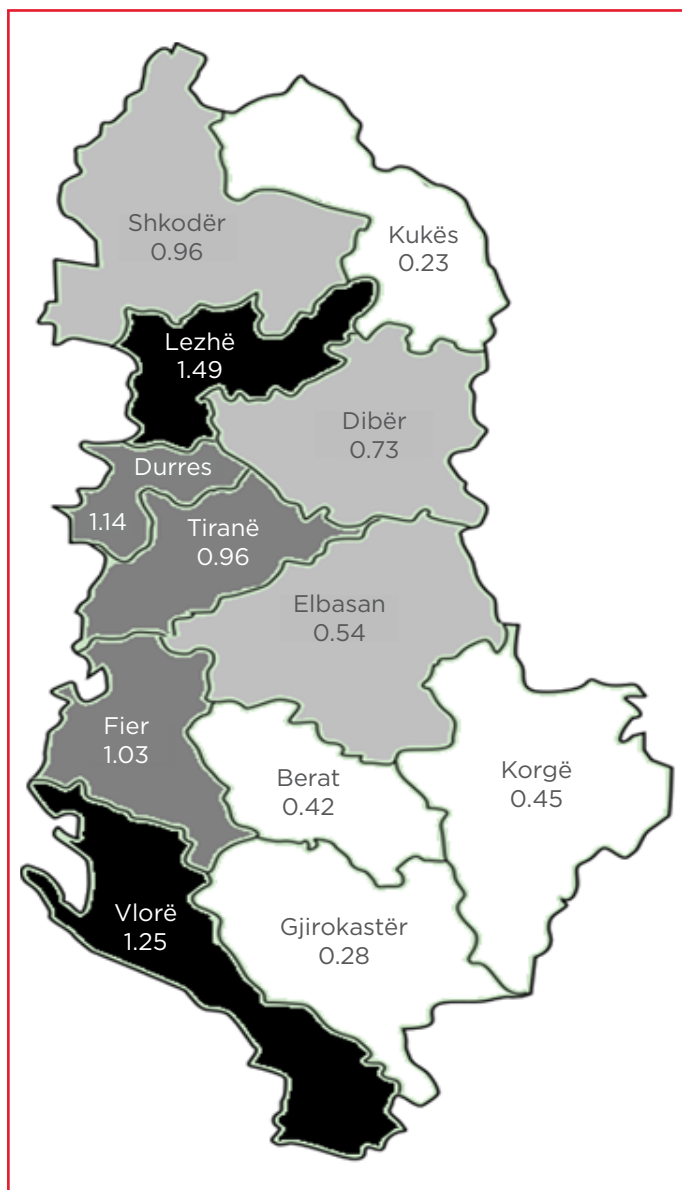 Shkodër
0.96
Kukës
0.23
Lezhë
1.49
Dibër
0.73
Durres
1.14
Tiranë
0.96
Elbasan
0.54
Fier
1.03
Berat
0.42
Korgë
0.45
Vlorë
1.25
Gjirokastër
0.28